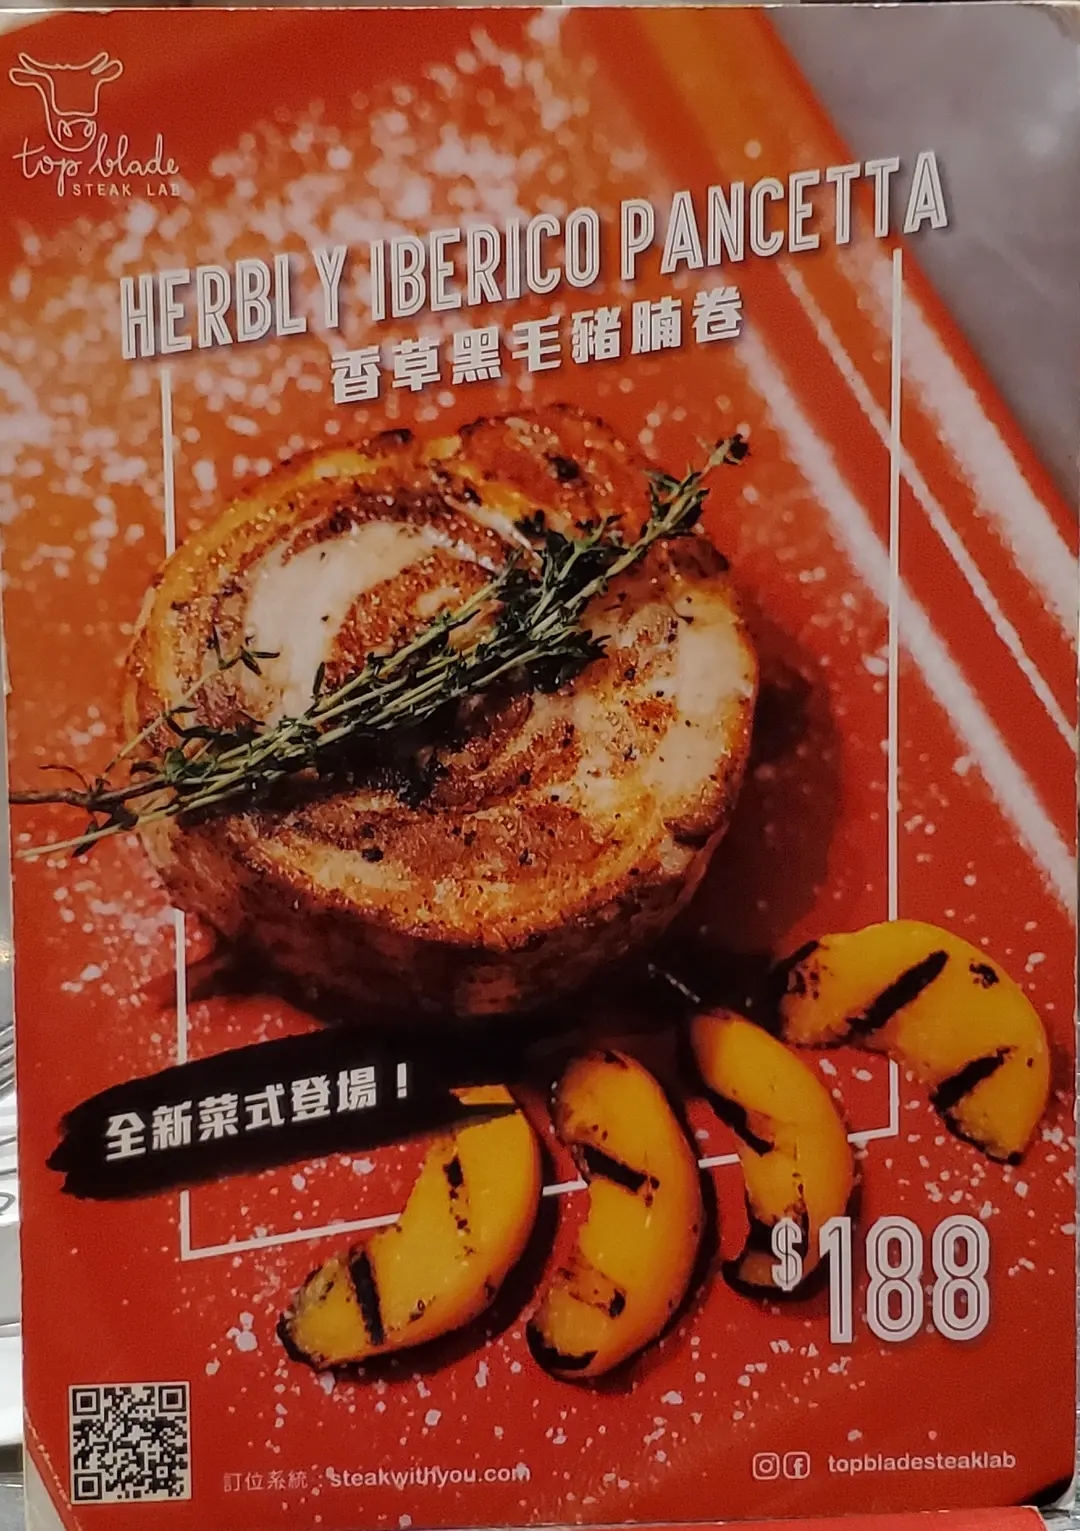 top blade
STEAK LAB
HERBLY IBERICO PANCETTA
香草黑毛豬腩卷
全新菜式登場！
$188
訂位系統：steakwithyou.com
topbladesteaklab